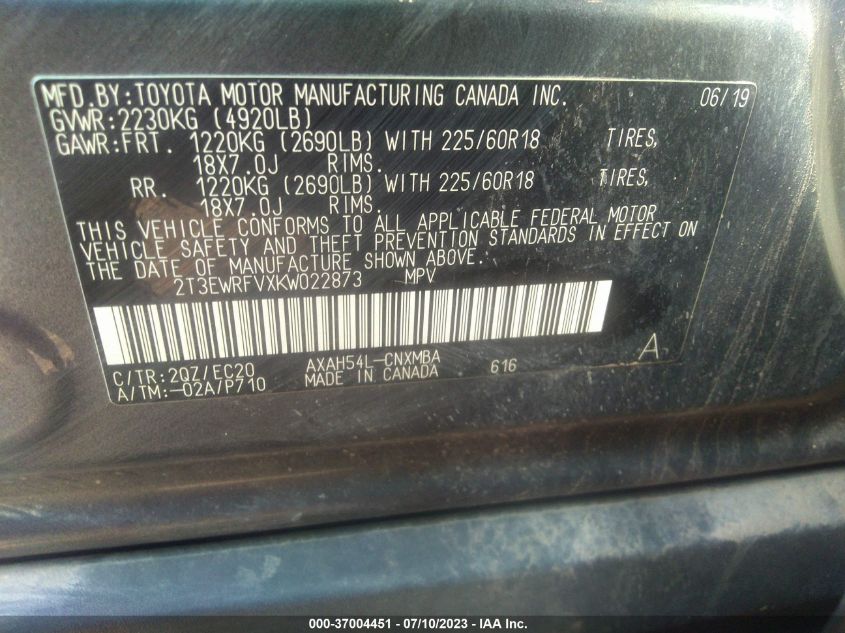 MFD.BY:TOYOTA MOTOR MANUFACTURING CANADA INC. 06/19
GVWR:2230KG (4920LB)
GAWR:FRT. 1220KG (2690LB) WITH 225/60R18 TIRES,
18X7.0J RIMS.
RR. 1220KG (2690LB) WITH 225/60R18 TIRES,
18X7.0J RIMS.
THIS VEHICLE CONFORMS TO ALL APPLICABLE FEDERAL MOTOR
VEHICLE SAFETY AND THEFT PREVENTION STANDARDS IN EFFECT ON
THE DATE OF MANUFACTURE SHOWN ABOVE.
2T3EWRFVXKW022873 MPV
C/TR:2QZ/EC20 AXAH54L-CNXMBA A
A/TM:-02A/P710 MADE IN CANADA 616
000-37004451 - 07/10/2023 - IAA Inc.